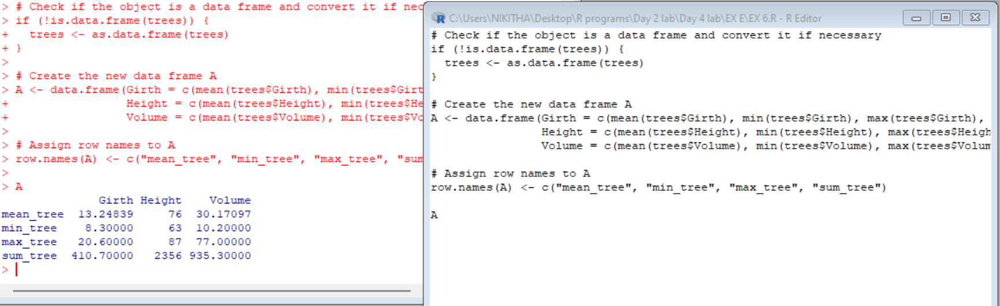 > # Check if the object is a data frame and convert it if nec
> if (!is.data.frame(trees)) {
+   trees <- as.data.frame(trees)
+ }
>
> # Create the new data frame A
> A <- data.frame(Girth = c(mean(trees$Girth), min(trees$Girt
+                 Height = c(mean(trees$Height), min(trees$He
+                 Volume = c(mean(trees$Volume), min(trees$Vo
>
> # Assign row names to A
> row.names(A) <- c("mean_tree", "min_tree", "max_tree", "sum
>
> A
              Girth Height    Volume
mean_tree  13.24839     76  30.17097
min_tree    8.30000     63  10.20000
max_tree   20.60000     87  77.00000
sum_tree  410.70000   2356 935.30000
>
C:\Users\NIKITHA\Desktop\R programs\Day 2 lab\Day 4 lab\EX E\EX 6.R - R Editor
# Check if the object is a data frame and convert it if necessary
if (!is.data.frame(trees)) {
  trees <- as.data.frame(trees)
}
# Create the new data frame A
A <- data.frame(Girth = c(mean(trees$Girth), min(trees$Girth), max(trees$Girth),
                Height = c(mean(trees$Height), min(trees$Height), max(trees$Heigh
                Volume = c(mean(trees$Volume), min(trees$Volume), max(trees$Volum
# Assign row names to A
row.names(A) <- c("mean_tree", "min_tree", "max_tree", "sum_tree")
A